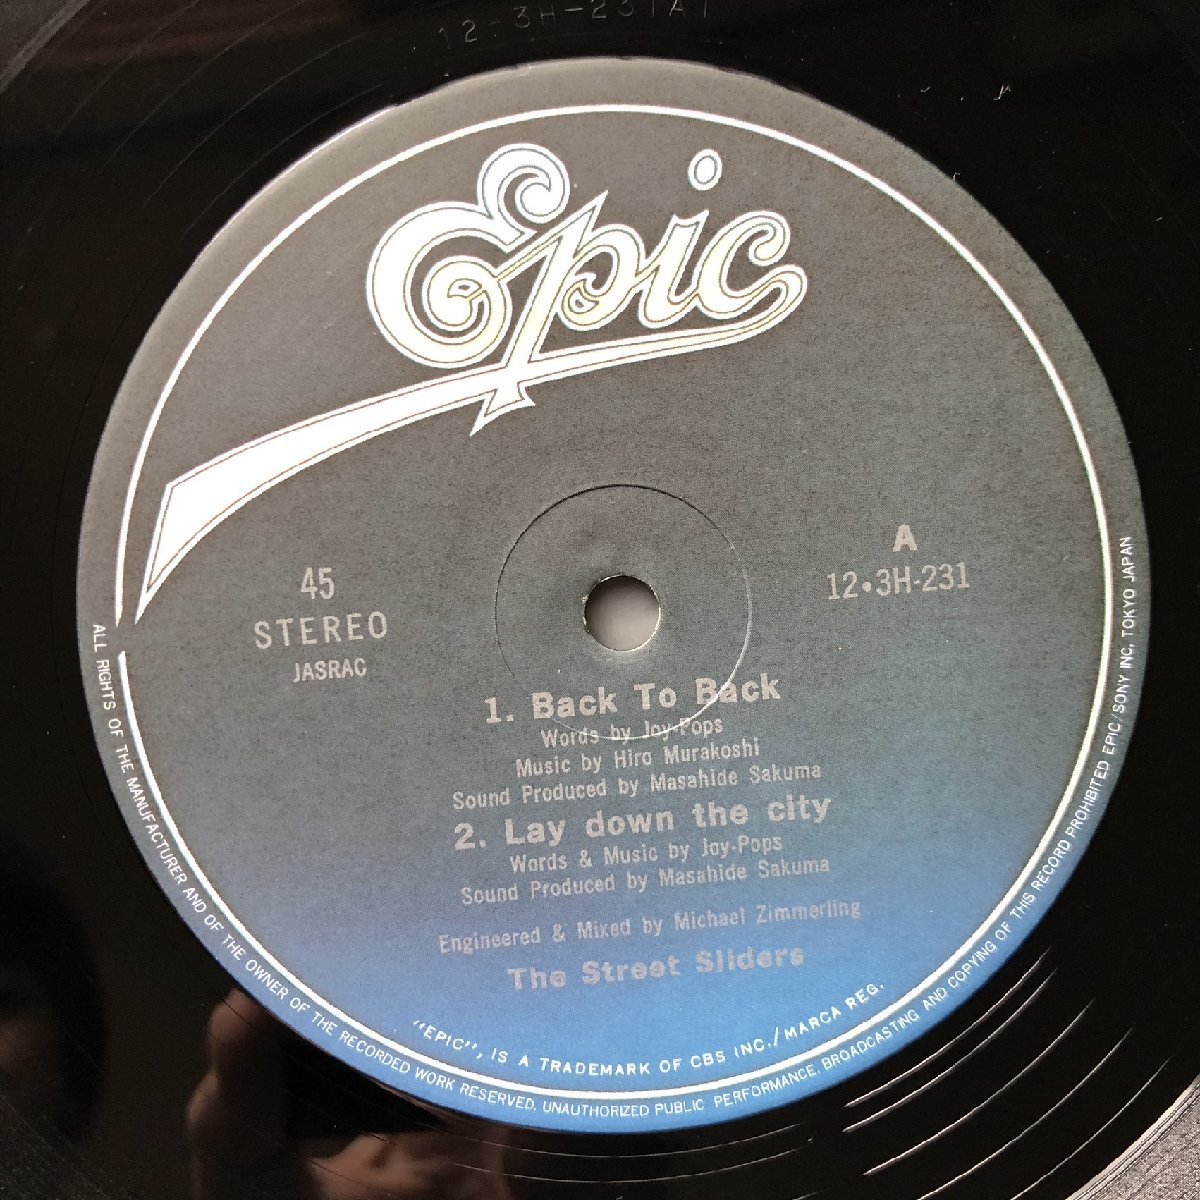 12-3H-231A1
Epic
45
STEREO
JASRAC
A
12•3H-231
1. Back To Back
Words by Joy-Pops
Music by Hiro Murakoshi
Sound Produced by Masahide Sakuma
2. Lay down the city
Words & Music by Joy-Pops
Sound Produced by Masahide Sakuma
Engineered & Mixed by Michael Zimmerling
The Street Sliders
"EPIC", IS A TRADEMARK OF CBS INC./MARCA REG.
ALL RIGHTS OF THE MANUFACTURER AND OF THE OWNER OF THE RECORDED WORK RESERVED. UNAUTHORIZED PUBLIC PERFORMANCE, BROADCASTING AND COPYING OF THIS RECORD PROHIBITED EPIC/SONY INC. TOKYO JAPAN